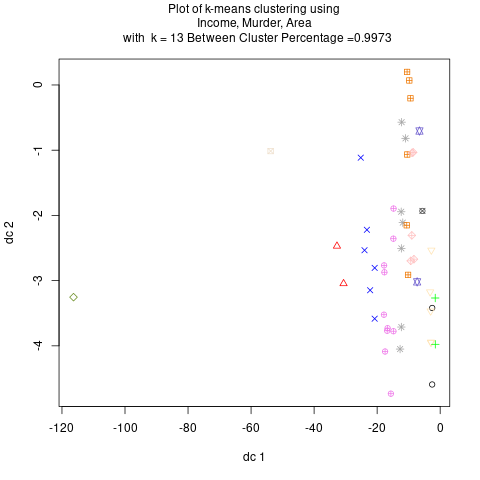 Plot of k-means clustering using
Income, Murder, Area
with k = 13 Between Cluster Percentage =0.9973
dc 2
0
-1
-2
-3
-4
-120 -100 -80 -60 -40 -20 0
dc 1